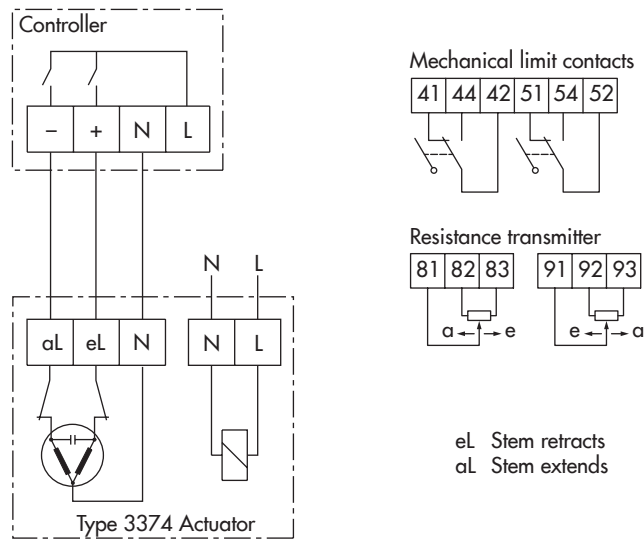 Controller
– + N L
N L
aL eL N N L
Type 3374 Actuator
Mechanical limit contacts
41 44 42 51 54 52
Resistance transmitter
81 82 83 91 92 93
a e e a
eL Stem retracts
aL Stem extends